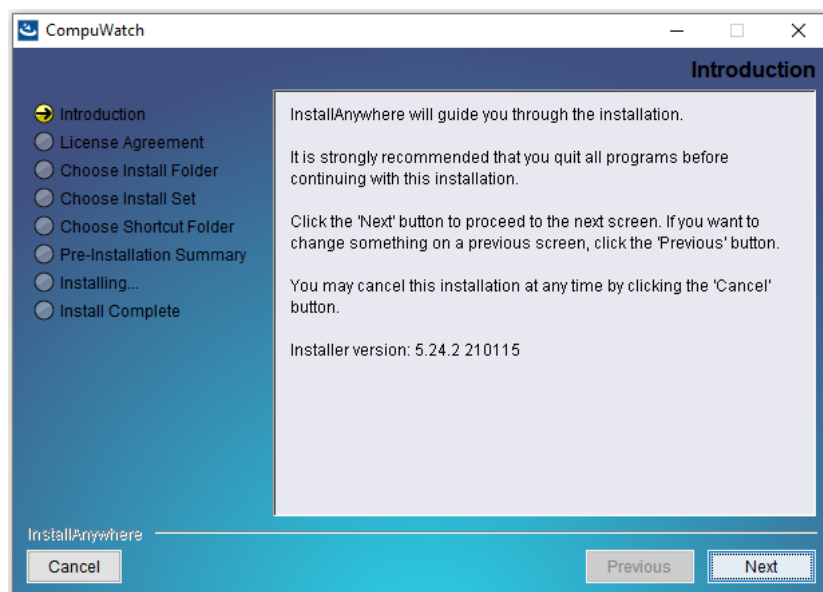 CompuWatch
Introduction
Introduction
License Agreement
Choose Install Folder
Choose Install Set
Choose Shortcut Folder
Pre-Installation Summary
Installing...
Install Complete
InstallAnywhere will guide you through the installation.
It is strongly recommended that you quit all programs before
continuing with this installation.
Click the 'Next' button to proceed to the next screen. If you want to
change something on a previous screen, click the 'Previous' button.
You may cancel this installation at any time by clicking the 'Cancel'
button.
Installer version: 5.24.2 210115
InstallAnywhere
Cancel
Previous
Next